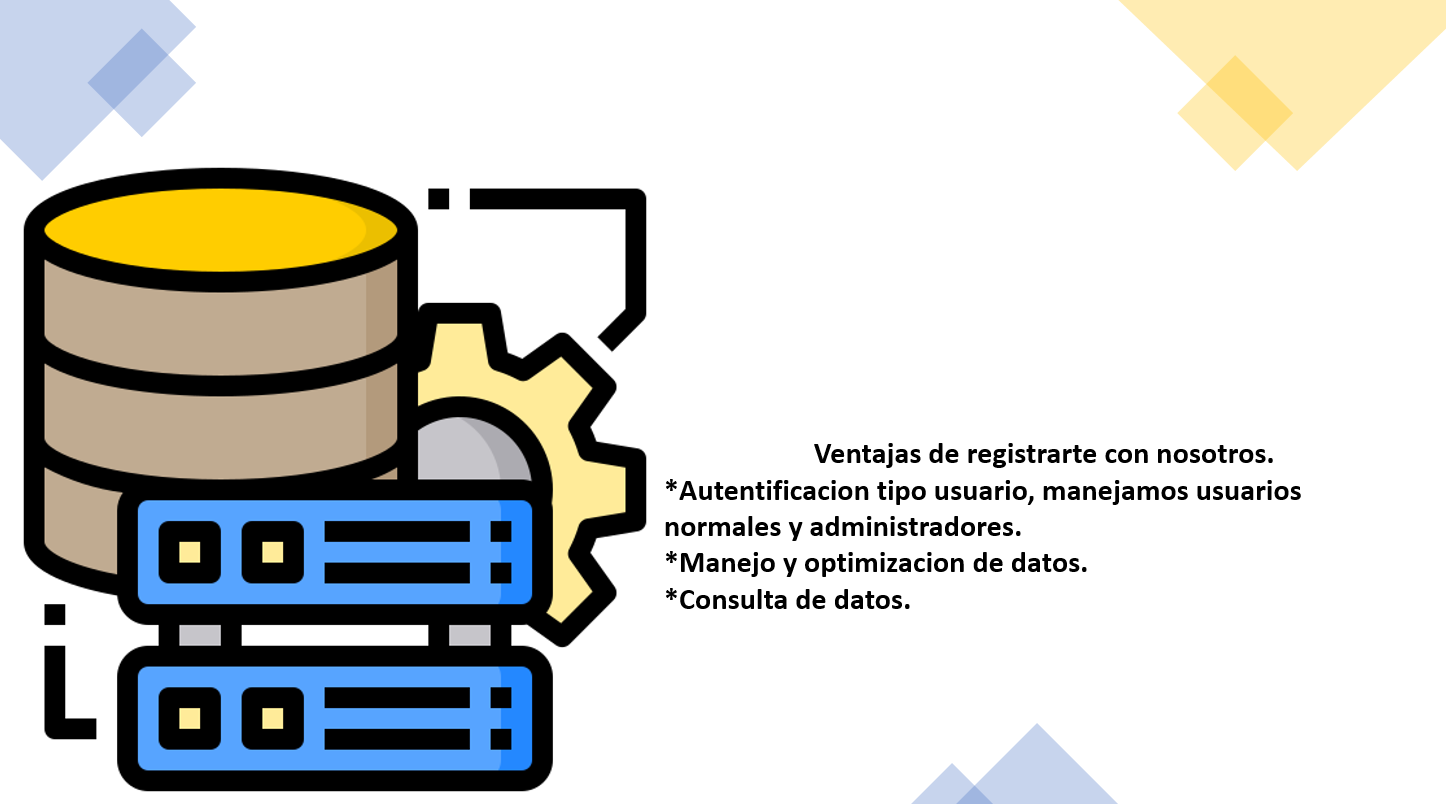 Ventajas de registrarte con nosotros.
*Autentificacion tipo usuario, manejamos usuarios
normales y administradores.
*Manejo y optimizacion de datos.
*Consulta de datos.